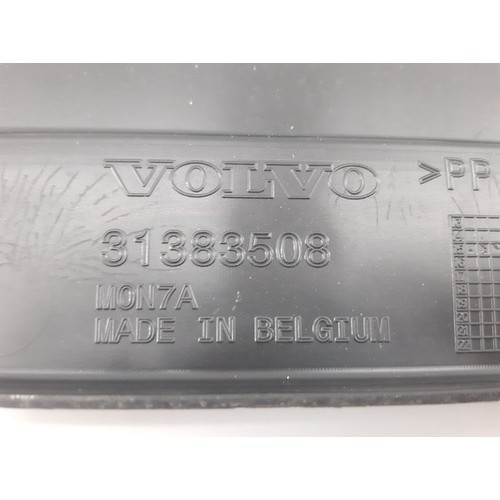 VOLVO
>PP
31383508
MON7A
MADE IN BELGIUM